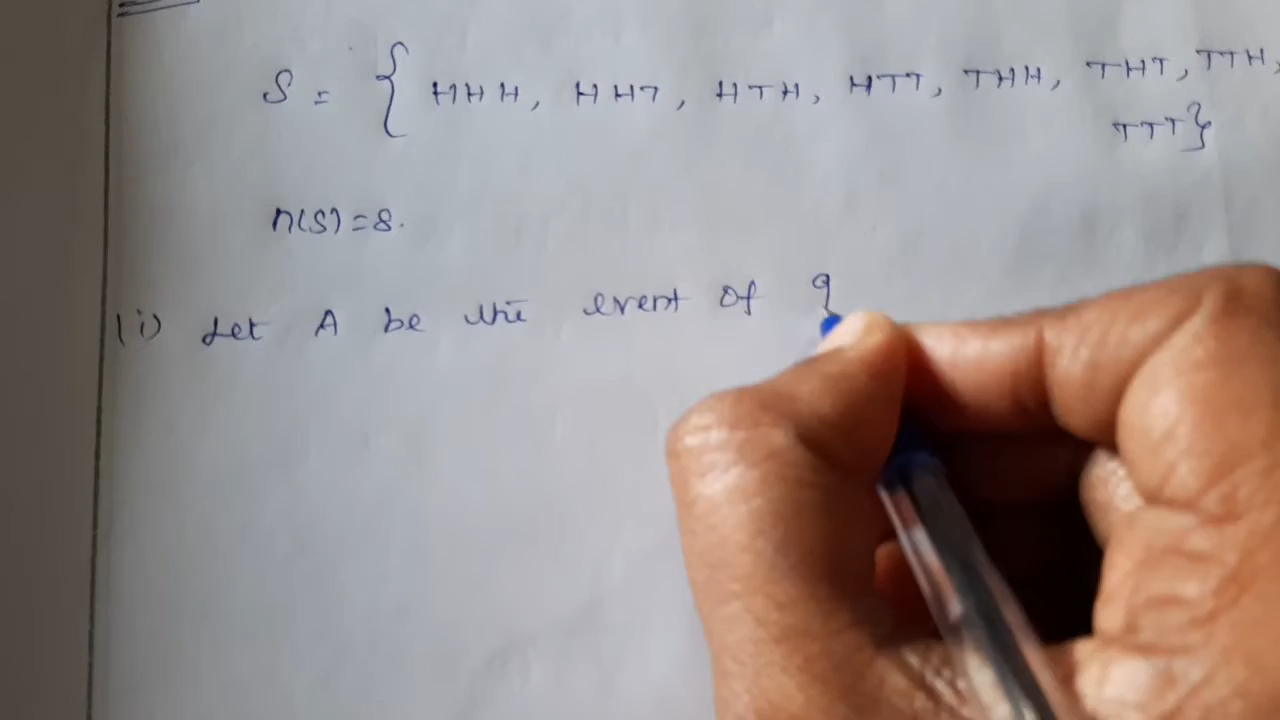 S = { HHH, HHT, HTH, HTT, THH, THT, TTH,
TTT}
n(S)=8.
(i) Let A be the event of g